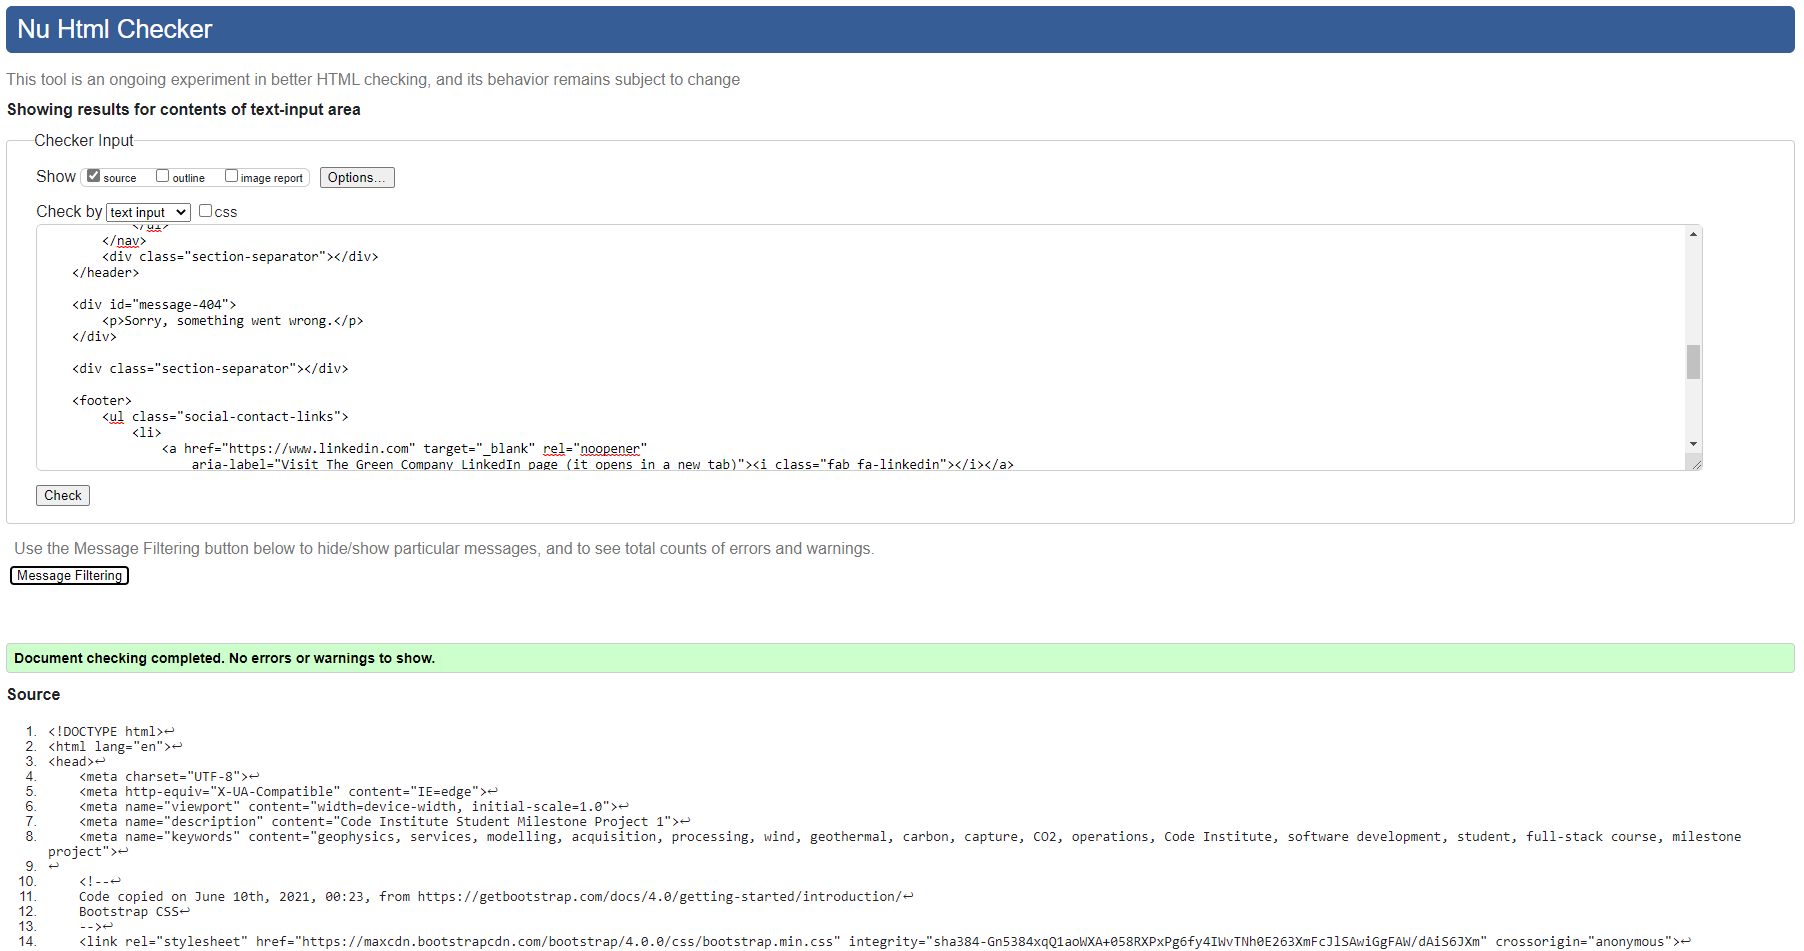 Nu Html Checker
This tool is an ongoing experiment in better HTML checking, and its behavior remains subject to change
Showing results for contents of text-input area
Checker Input
Show source outline image report Options...
Check by text input css
</ul>
</nav>
<div class="section-separator"></div>
</header>
<div id="message-404">
<p>Sorry, something went wrong.</p>
</div>
<div class="section-separator"></div>
<footer>
<ul class="social-contact-links">
<li>
<a href="https://www.linkedin.com" target="_blank" rel="noopener"
aria-label="Visit The Green Company LinkedIn page (it opens in a new tab)"><i class="fab fa-linkedin"></i></a>
Check
Use the Message Filtering button below to hide/show particular messages, and to see total counts of errors and warnings.
Message Filtering
Document checking completed. No errors or warnings to show.
Source
1. <!DOCTYPE html>↩
2. <html lang="en">↩
3. <head>↩
4. <meta charset="UTF-8">↩
5. <meta http-equiv="X-UA-Compatible" content="IE=edge">↩
6. <meta name="viewport" content="width=device-width, initial-scale=1.0">↩
7. <meta name="description" content="Code Institute Student Milestone Project 1">↩
8. <meta name="keywords" content="geophysics, services, modelling, acquisition, processing, wind, geothermal, carbon, capture, CO2, operations, Code Institute, software development, student, full-stack course, milestone
project">↩
9. ↩
10. <!--↩
11. Code copied on June 10th, 2021, 00:23, from https://getbootstrap.com/docs/4.0/getting-started/introduction/↩
12. Bootstrap CSS↩
13. -->↩
14. <link rel="stylesheet" href="https://maxcdn.bootstrapcdn.com/bootstrap/4.0.0/css/bootstrap.min.css" integrity="sha384-Gn5384xqQ1aoWXA+058RXPxPg6fy4IWvTNh0E263XmFcJlSAwiGgFAW/dAiS6JXm" crossorigin="anonymous">↩